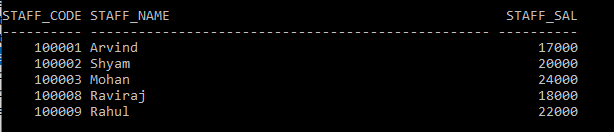 STAFF_CODE STAFF_NAME STAFF_SAL
---------- -------------------------------------------------- ----------
100001 Arvind 17000
100002 Shyam 20000
100003 Mohan 24000
100008 Raviraj 18000
100009 Rahul 22000